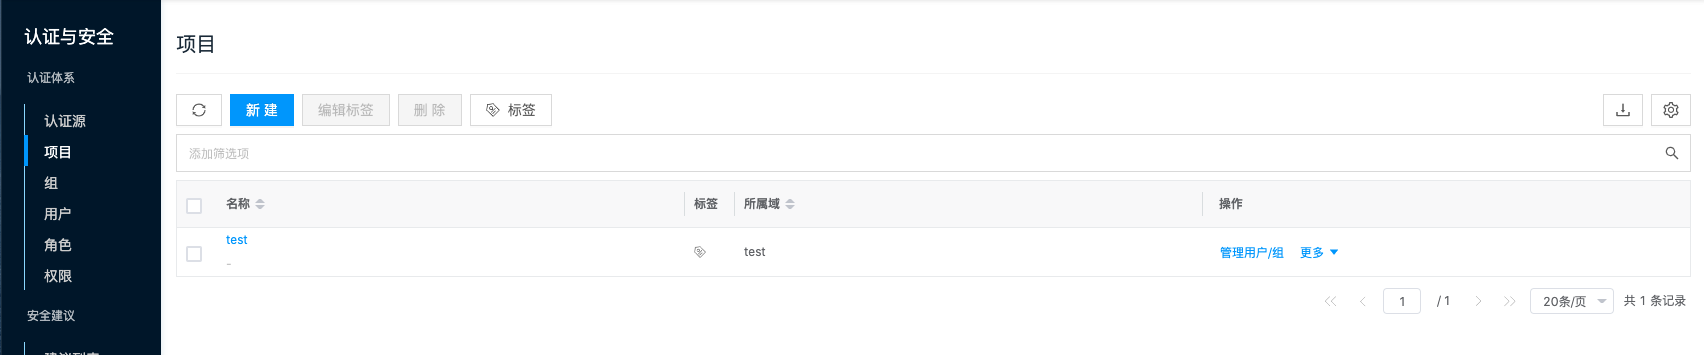 认证与安全
认证体系
认证源
项目
组
用户
角色
权限
安全建议
项目
新 建 编辑标签 删 除 标签
添加筛选项
名称 标签 所属域 操作
test test 管理用户/组 更多
-
1 / 1 20条/页 共 1 条记录